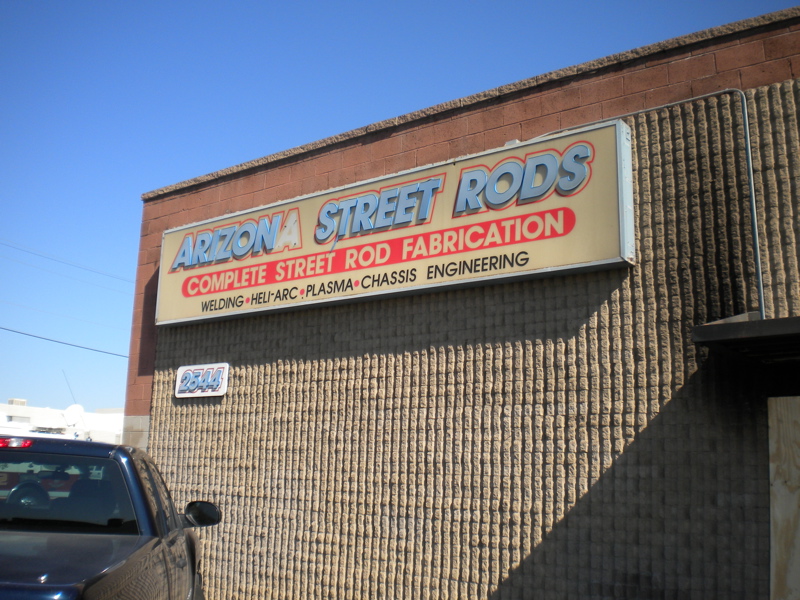 ARIZONA STREET RODS
COMPLETE STREET ROD FABRICATION
WELDING • HELI-ARC • PLASMA • CHASSIS ENGINEERING
2544